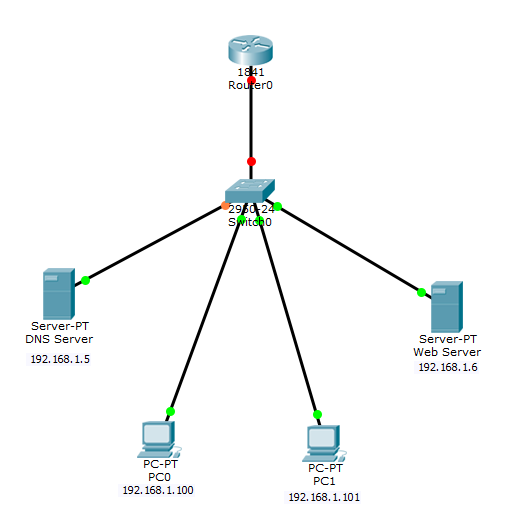 1841
Router0
2950-24
Switch0
Server-PT
DNS Server
192.168.1.5
Server-PT
Web Server
192.168.1.6
PC-PT
PC0
192.168.1.100
PC-PT
PC1
192.168.1.101